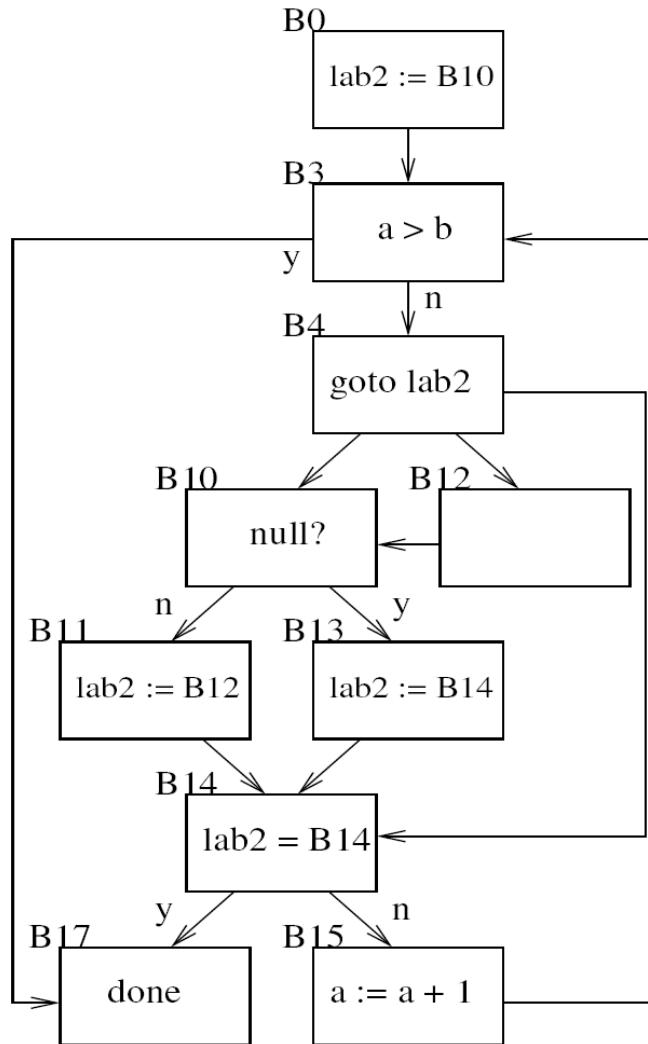 B0
lab2 := B10
B3
a > b
y
n
B4
goto lab2
B10
B12
null?
n
y
B11
B13
lab2 := B12
lab2 := B14
B14
lab2 = B14
y
n
B17
B15
done
a := a + 1